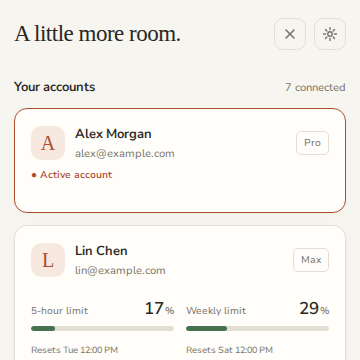 A little more room.
Your accounts
7 connected
A
Alex Morgan
alex@example.com
Pro
● Active account
L
Lin Chen
lin@example.com
Max
5-hour limit
17%
Weekly limit
29%
Resets Tue 12:00 PM
Resets Sat 12:00 PM